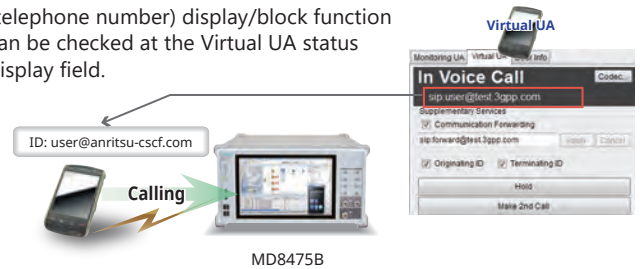 telephone number) display/block function
an be checked at the Virtual UA status
isplay field.
Virtual UA
Monitoring UA
Virtual U
Info
In Voice Call
Codec...
sip:user@test.3gpp.com
Supplementary Services
Communication Forwarding
sip:forward@test.3gpp.com
Apply
Cancel
Originating ID
Terminating ID
Hold
Make 2nd Call
ID: user@anritsu-cscf.com
Calling
MD8475B